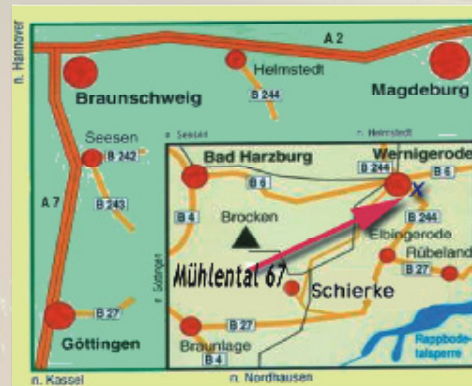 n. Hannover
A 2
Helmstedt
B 244
Braunschweig
Magdeburg
Seesen
B 242
n. Seesen
n. Helmstedt
Bad Harzburg
B 244
Wernigerode
B 6
B 6
X
B 243
B 4
Brocken
B 244
Elbingerode
A 7
Rübeland
Mühlental 67
B 27
n. Göttingen
Schierke
B 27
B 27
Rappbode-
talsperre
Göttingen
Braunlage
B 4
n. Kassel
n. Nordhausen